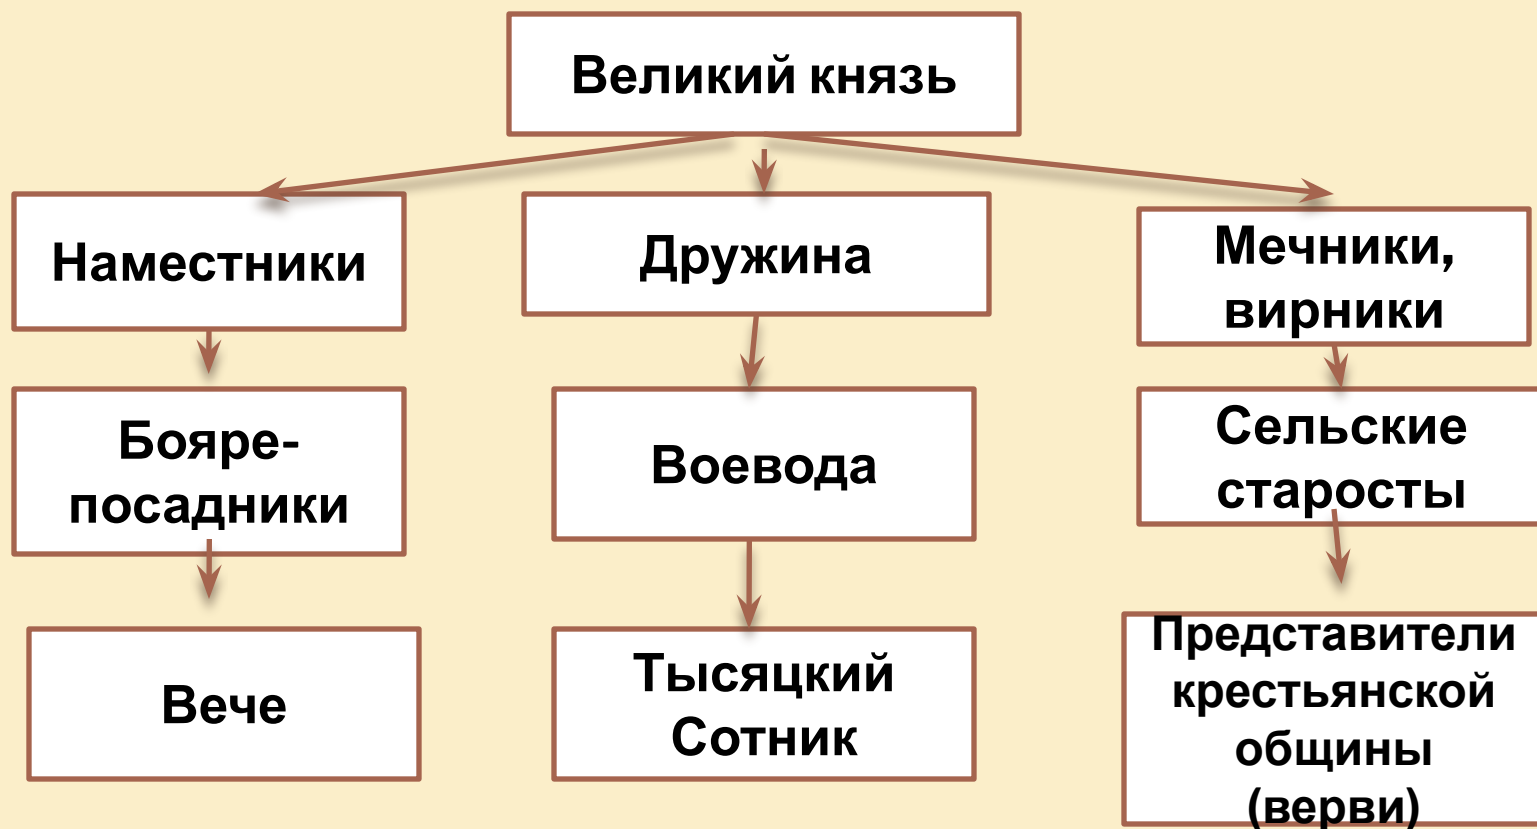 Великий князь
Наместники
Дружина
Мечники,
вирники
Бояре-
посадники
Воевода
Сельские
старосты
Вече
Тысяцкий
Сотник
Представители
крестьянской
общины
(верви)